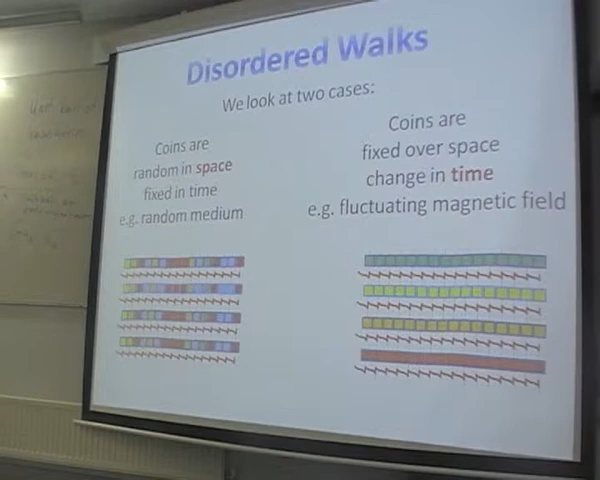 Disordered Walks
We look at two cases:
Coins are
random in space
fixed in time
e.g. random medium
Coins are
fixed over space
change in time
e.g. fluctuating magnetic field